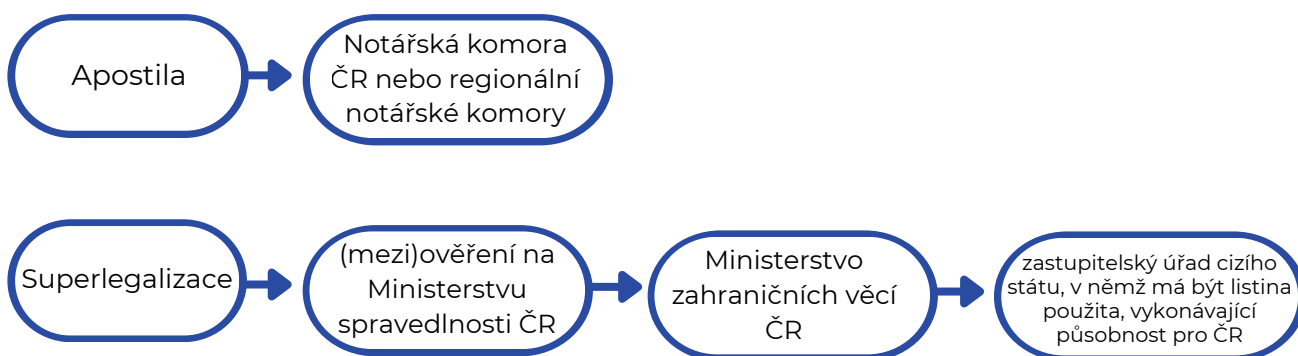 Apostila
Notářská komora
ČR nebo regionální
notářské komory
Superlegalizace
(mezi)ověření na
Ministerstvu
spravedlnosti ČR
Ministerstvo
zahraničních věcí
ČR
zastupitelský úřad cizího
státu, v němž má být listina
použita, vykonávající
působnost pro ČR